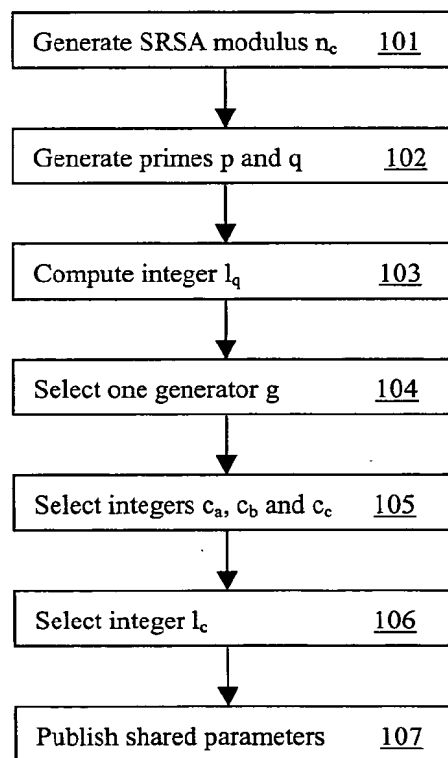 Generate SRSA modulus n_c 101
Generate primes p and q 102
Compute integer l_q 103
Select one generator g 104
Select integers c_a, c_b and c_c 105
Select integer l_c 106
Publish shared parameters 107